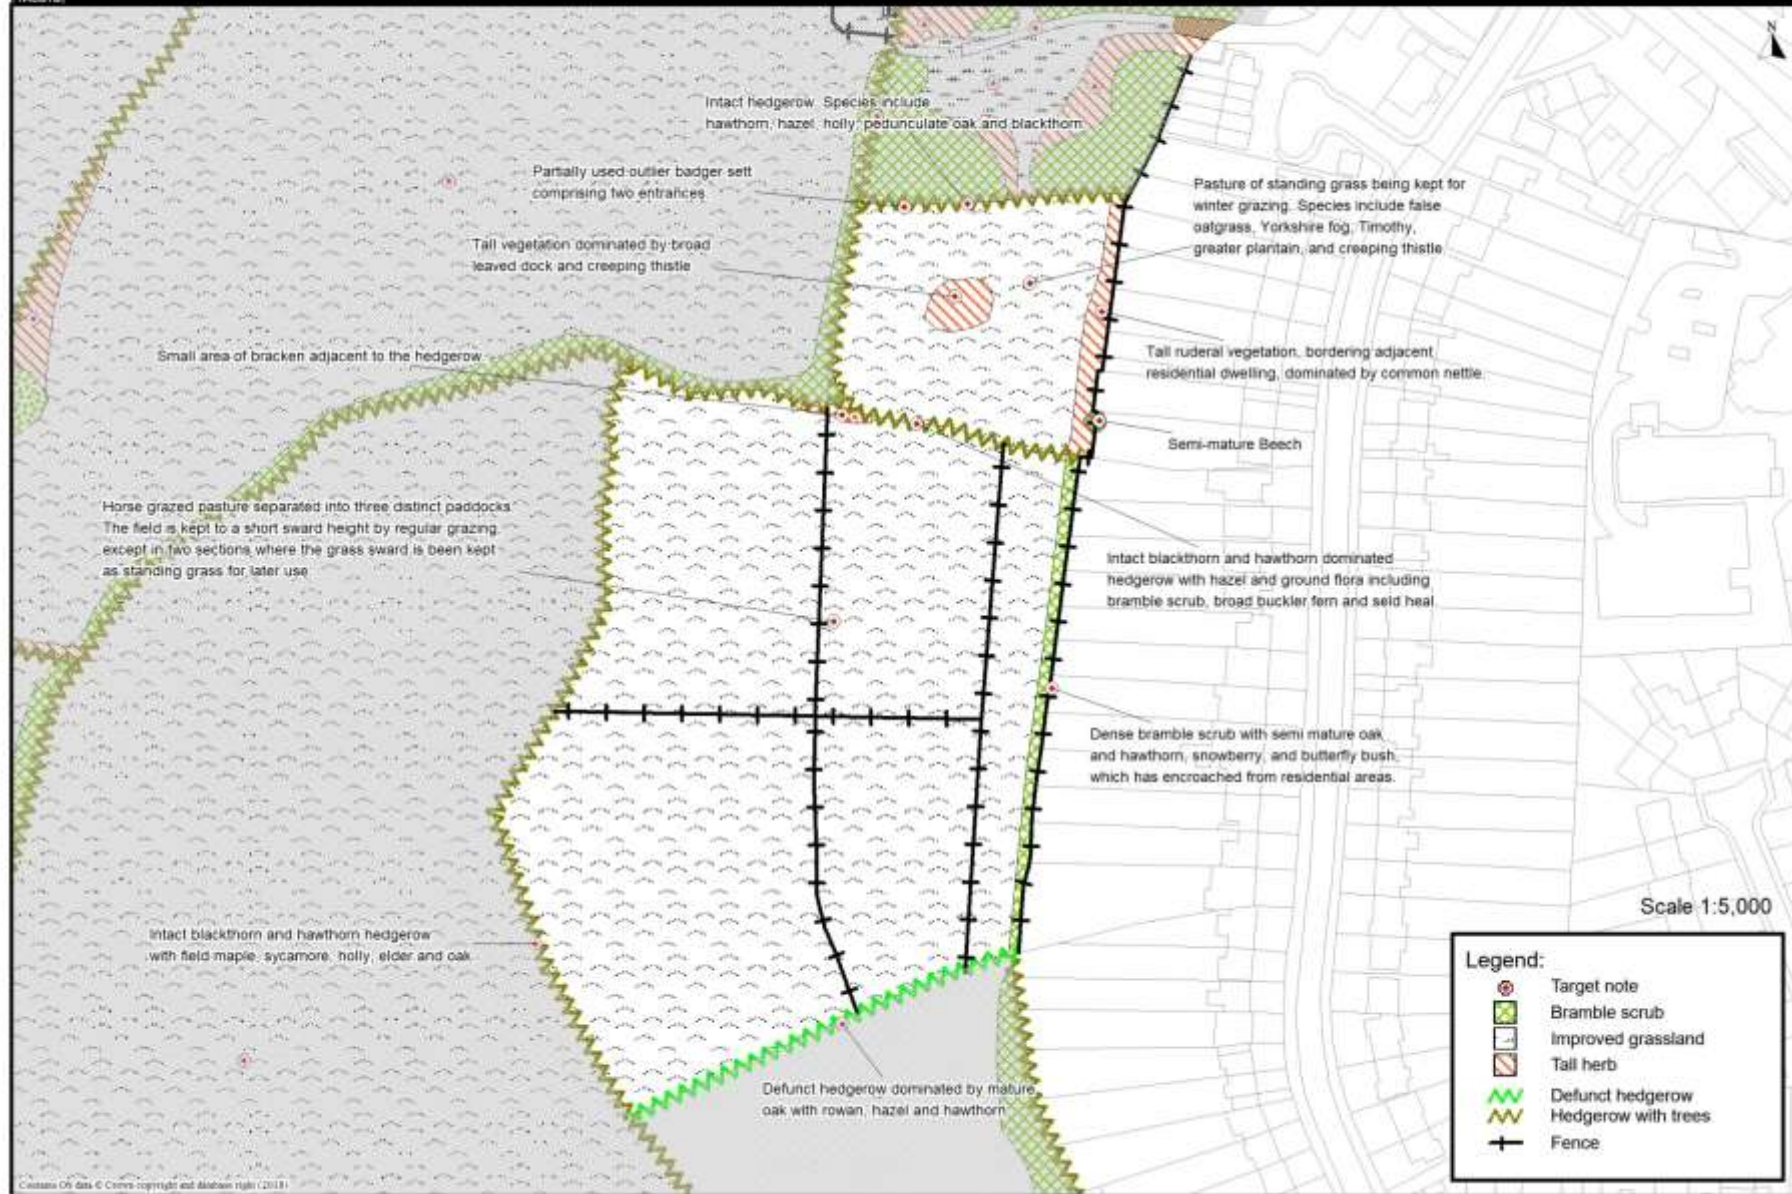 N
Intact hedgerow. Species include
hawthorn, hazel, holly, pedunculate oak and blackthorn
Partially used outlier badger sett
comprising two entrances
Pasture of standing grass being kept for
winter grazing. Species include false
oatgrass, Yorkshire fog, Timothy,
greater plantain, and creeping thistle
Tall vegetation dominated by broad
leaved dock and creeping thistle
Small area of bracken adjacent to the hedgerow
Tall ruderal vegetation, bordering adjacent
residential dwelling, dominated by common nettle.
Semi-mature Beech
Horse grazed pasture separated into three distinct paddocks
The field is kept to a short sward height by regular grazing
except in two sections where the grass sward is been kept
as standing grass for later use
Intact blackthorn and hawthorn dominated
hedgerow with hazel and ground flora including
bramble scrub, broad buckler fern and seld heal
Dense bramble scrub with semi mature oak
and hawthorn, snowberry, and butterfly bush,
which has encroached from residential areas.
Intact blackthorn and hawthorn hedgerow
with field maple, sycamore, holly, elder and oak
Defunct hedgerow dominated by mature
oak with rowan, hazel and hawthorn
Scale 1:5,000
Legend:
Target note
Bramble scrub
Improved grassland
Tall herb
Defunct hedgerow
Hedgerow with trees
Fence
Contains OS data © Crown copyright and database right (2018)